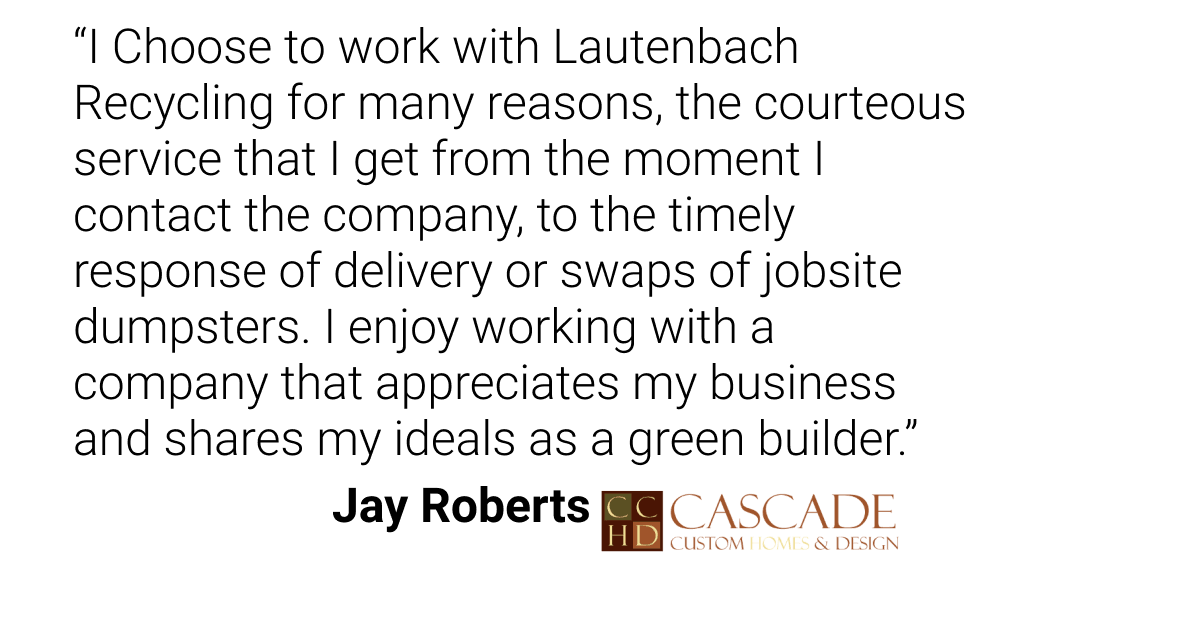 “I Choose to work with Lautenbach
Recycling for many reasons, the courteous
service that I get from the moment I
contact the company, to the timely
response of delivery or swaps of jobsite
dumpsters. I enjoy working with a
company that appreciates my business
and shares my ideals as a green builder.”
Jay Roberts
CC
HD
CASCADE
CUSTOM HOMES & DESIGN